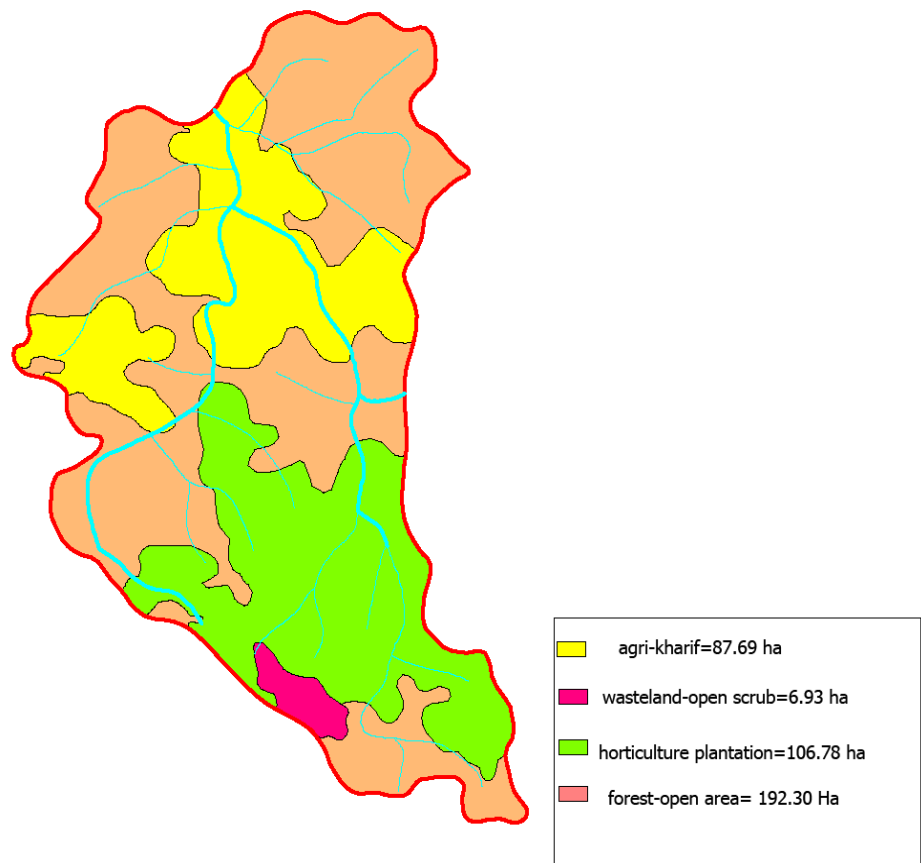 agri-kharif=87.69 ha
wasteland-open scrub=6.93 ha
horticulture plantation=106.78 ha
forest-open area= 192.30 Ha